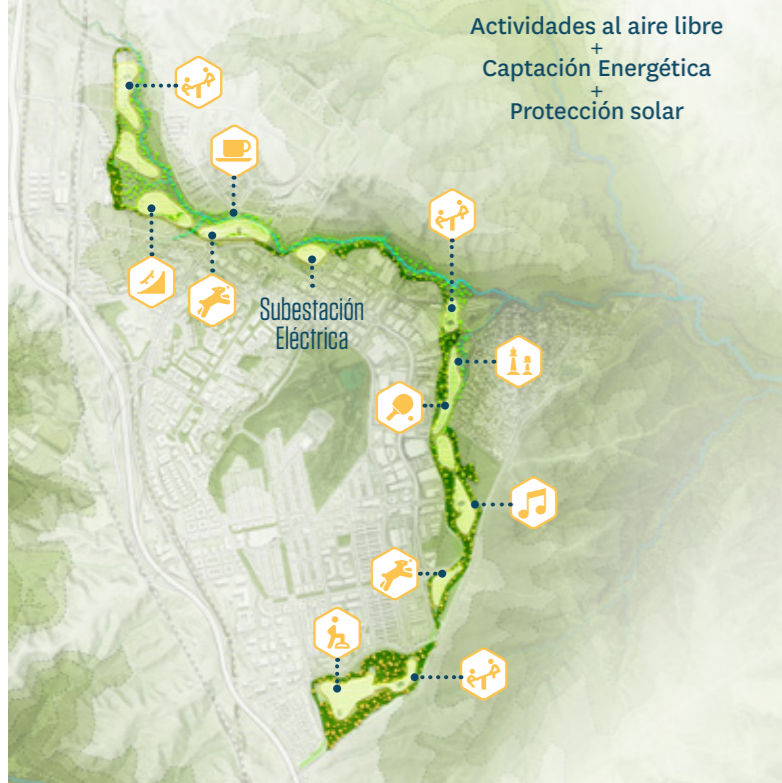 Actividades al aire libre
+
Captación Energética
+
Protección solar
Subestación
Eléctrica